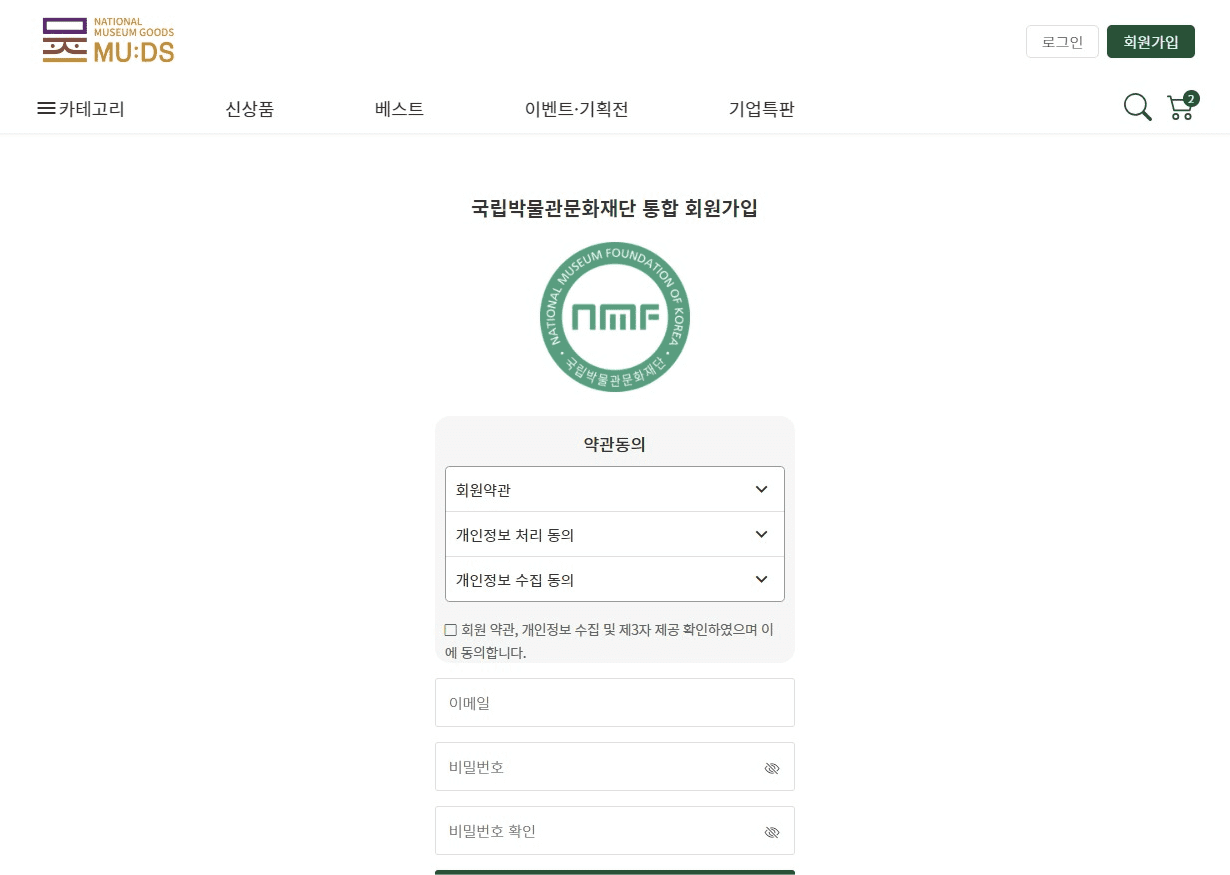 NATIONAL
MUSEUM GOODS
MU:DS
로그인
회원가입
카테고리
신상품
베스트
이벤트·기획전
기업특판
2
국립박물관문화재단 통합 회원가입
NATIONAL MUSEUM FOUNDATION OF KOREA
nmf
국립박물관문화재단
약관동의
회원약관
개인정보 처리 동의
개인정보 수집 동의
회원 약관, 개인정보 수집 및 제3자 제공 확인하였으며 이
에 동의합니다.
이메일
비밀번호
비밀번호 확인